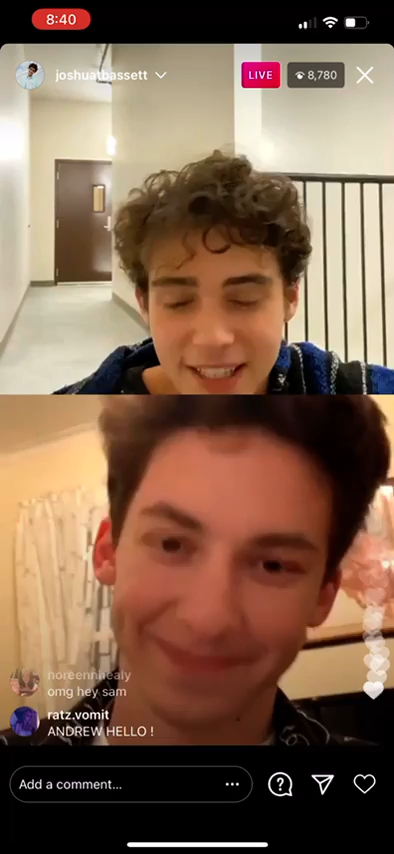 8:40
joshuatbassett
LIVE
8,780
noreennhealy
omg hey sam
ratz.vomit
ANDREW HELLO !
Add a comment...